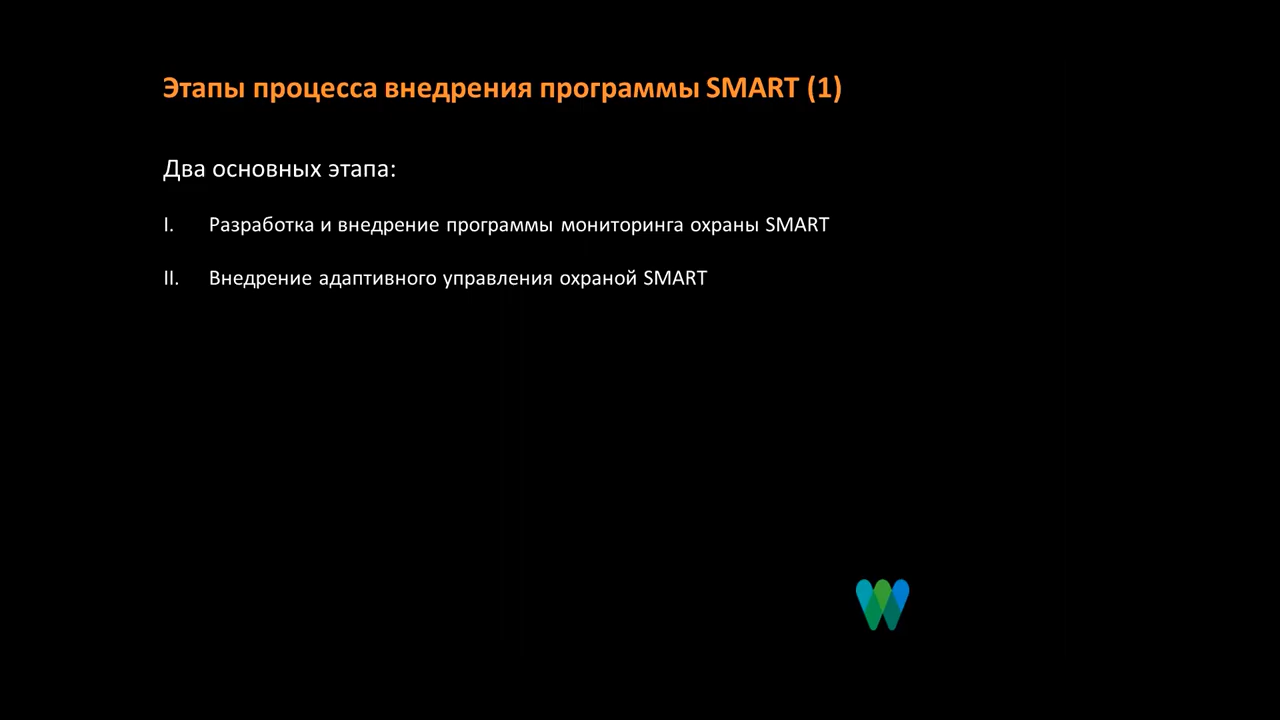 Этапы процесса внедрения программы SMART (1)
Два основных этапа:
I. Разработка и внедрение программы мониторинга охраны SMART
II. Внедрение адаптивного управления охраной SMART